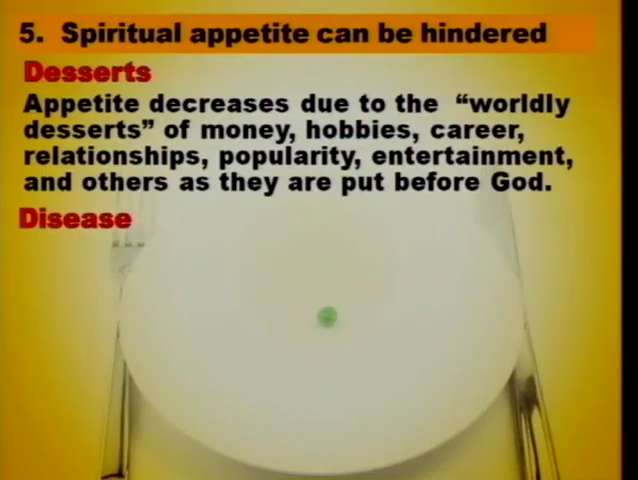 5. Spiritual appetite can be hindered
Desserts
Appetite decreases due to the “worldly
desserts” of money, hobbies, career,
relationships, popularity, entertainment,
and others as they are put before God.
Disease